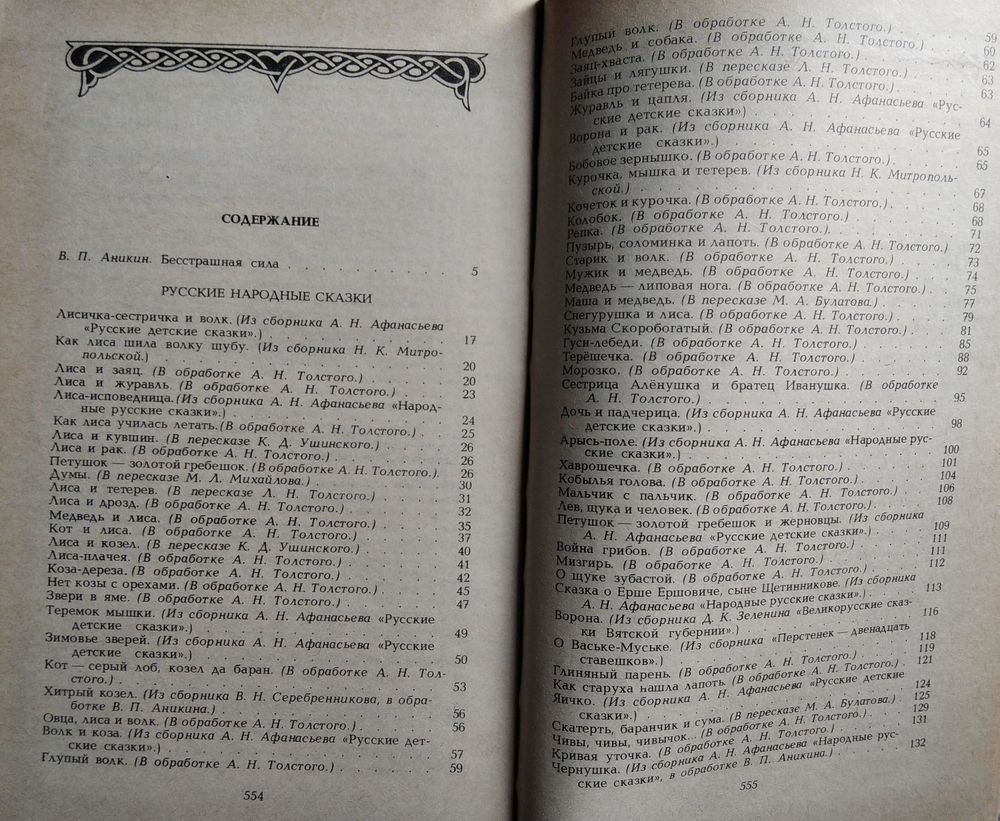 СОДЕРЖАНИЕ
В. П. Аникин. Бесстрашная сила . . . . . . . . 5
РУССКИЕ НАРОДНЫЕ СКАЗКИ
Лисичка-сестричка и волк. (Из сборника А. Н. Афанасьева
«Русские детские сказки».) . . . . . . . . 17
Как лиса шила волку шубу. (Из сборника Н. К. Митро-
польской.) . . . . . . . . 20
Лиса и заяц. (В обработке А. Н. Толстого.) . . . . 20
Лиса и журавль. (В обработке А. Н. Толстого.) . . . 23
Лиса-исповедница. (Из сборника А. Н. Афанасьева «Народ-
ные русские сказки».) . . . . . . . . 24
Как лиса училась летать. (В обработке А. Н. Толстого.) . . 25
Лиса и кувшин. (В пересказе К. Д. Ушинского.) . . . 26
Лиса и рак. (В обработке А. Н. Толстого.) . . . . 26
Петушок — золотой гребешок. (В обработке А. Н. Толстого.) . 26
Думы. (В пересказе М. Л. Михайлова.) . . . . 30
Лиса и тетерев. (В пересказе Л. Н. Толстого.) . . . 31
Лиса и дрозд. (В обработке А. Н. Толстого.) . . . 32
Медведь и лиса. (В обработке А. Н. Толстого.) . . . 35
Кот и лиса. (В обработке А. Н. Толстого.) . . . . 37
Лиса и козел. (В пересказе К. Д. Ушинского.) . . . 40
Лиса-плачея. (В обработке А. Н. Толстого.) . . . 41
Коза-дереза. (В обработке А. Н. Толстого.) . . . . 42
Нет козы с орехами. (В обработке А. Н. Толстого.) . . 45
Звери в яме. (В обработке А. Н. Толстого.) . . . . 47
Теремок мышки. (Из сборника А. Н. Афанасьева «Русские
детские сказки».) . . . . . . . . 49
Зимовье зверей. (Из сборника А. Н. Афанасьева «Русские
детские сказки».) . . . . . . . . 50
Кот — серый лоб, козел да баран. (В обработке А. Н. Тол-
стого.) . . . . . . . . 53
Хитрый козел. (Из сборника В. Н. Серебренникова, в обра-
ботке В. П. Аникина.) . . . . . . . . 56
Овца, лиса и волк. (В обработке А. Н. Толстого.) . . . 56
Волк и коза. (Из сборника А. Н. Афанасьева «Русские дет-
ские сказки».) . . . . . . . . 57
Глупый волк. (В обработке А. Н. Толстого.) . . . . 59
554
Глупый волк. (В обработке А. Н. Толстого.) . . . . 59
Медведь и собака. (В обработке А. Н. Толстого.) . . . 60
Заяц-хваста. (В обработке А. Н. Толстого.) . . . . 62
Зайцы и лягушки. (В пересказе Л. Н. Толстого.) . . . 63
Байка про тетерева. (В обработке А. Н. Толстого.) . . . 63
Журавль и цапля. (Из сборника А. Н. Афанасьева «Рус-
ские детские сказки») . . . . . . . . 64
Ворона и рак. (Из сборника А. Н. Афанасьева «Русские
детские сказки».) . . . . . . . . 65
Бобовое зернышко. (В обработке А. Н. Толстого.) . . . 65
Курочка, мышка и тетерев. (Из сборника Н. К. Митрополь-
ской.) . . . . . . . . 67
Кочеток и курочка. (В обработке А. Н. Толстого.) . . . 68
Колобок. (В обработке А. Н. Толстого.) . . . . 68
Репка. (В обработке А. Н. Толстого.) . . . . 71
Пузырь, соломинка и лапоть. (В обработке А. Н. Толстого.) 72
Старик и волк. (В обработке А. Н. Толстого.) . . . 73
Мужик и медведь. (В обработке А. Н. Толстого.) . . . 74
Медведь — липовая нога. (В обработке А. Н. Толстого.) . . 75
Маша и медведь. (В пересказе М. А. Булатова.) . . . 77
Снегурушка и лиса. (В обработке А. Н. Толстого.) . . . 79
Кузьма Скоробогатый. (В обработке А. Н. Толстого.) . . 81
Гуси-лебеди. (В обработке А. Н. Толстого.) . . . . 85
Терёшечка. (В обработке А. Н. Толстого.) . . . . 88
Морозко. (В обработке А. Н. Толстого.) . . . . 92
Сестрица Алёнушка и братец Иванушка. (В обработке
А. Н. Толстого.) . . . . . . . . 95
Дочь и падчерица. (Из сборника А. Н. Афанасьева «Русские
детские сказки».) . . . . . . . . 98
Арысь-поле. (Из сборника А. Н. Афанасьева «Народные рус-
ские сказки».) . . . . . . . . 100
Хаврошечка. (В обработке А. Н. Толстого.) . . . . 101
Кобылья голова. (В обработке А. Н. Толстого.) . . . 104
Мальчик с пальчик. (В обработке А. Н. Толстого.) . . . 106
Лев, щука и человек. (В обработке А. Н. Толстого.) . . 108
Петушок — золотой гребешок и жерновцы. (Из сборника
А. Н. Афанасьева «Русские детские сказки».) . . . 109
Война грибов. (В обработке А. Н. Толстого.) . . . . 111
Мизгирь. (В обработке А. Н. Толстого.) . . . . 111
О щуке зубастой. (В обработке А. Н. Толстого.) . . . 112
Сказка о Ерше Ершовиче, сыне Щетинникове. (Из сборника
А. Н. Афанасьева «Народные русские сказки».) . . . 113
Ворона. (Из сборника Д. К. Зеленина «Великорусские сказ-
ки Вятской губернии».) . . . . . . . . 116
О Ваське-Муське. (Из сборника «Перстенек — двенадцать
ставешков».) . . . . . . . . 118
Глиняный парень. (В обработке А. Н. Толстого.) . . . 119
Как старуха нашла лапоть. (В обработке А. Н. Толстого.) . 121
Яичко. (Из сборника А. Н. Афанасьева «Русские детские
сказки».) . . . . . . . . 124
Скатерть, баранчик и сума. (В пересказе М. А. Булатова.) . 125
Чивы, чивы, чивычок... (В обработке А. Н. Толстого.) . . 129
Кривая уточка. (В обработке А. Н. Толстого.) . . . 131
Чернушка. (Из сборника А. Н. Афанасьева «Народные рус-
ские сказки», в обработке В. П. Аникина.) . . . 132
555